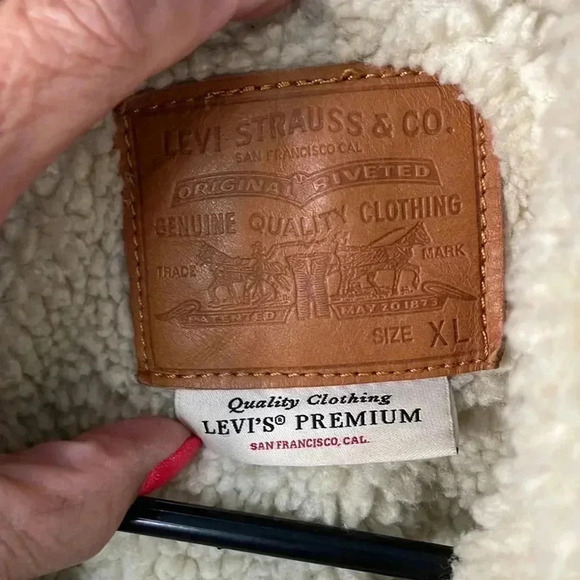 LEVI STRAUSS & CO.
SAN FRANCISCO CAL
ORIGINAL RIVETED
GENUINE QUALITY CLOTHING
TRADE MARK
PATENTED MAY 20 1873
SIZE XL
Quality Clothing
LEVI'S® PREMIUM
SAN FRANCISCO, CAL.